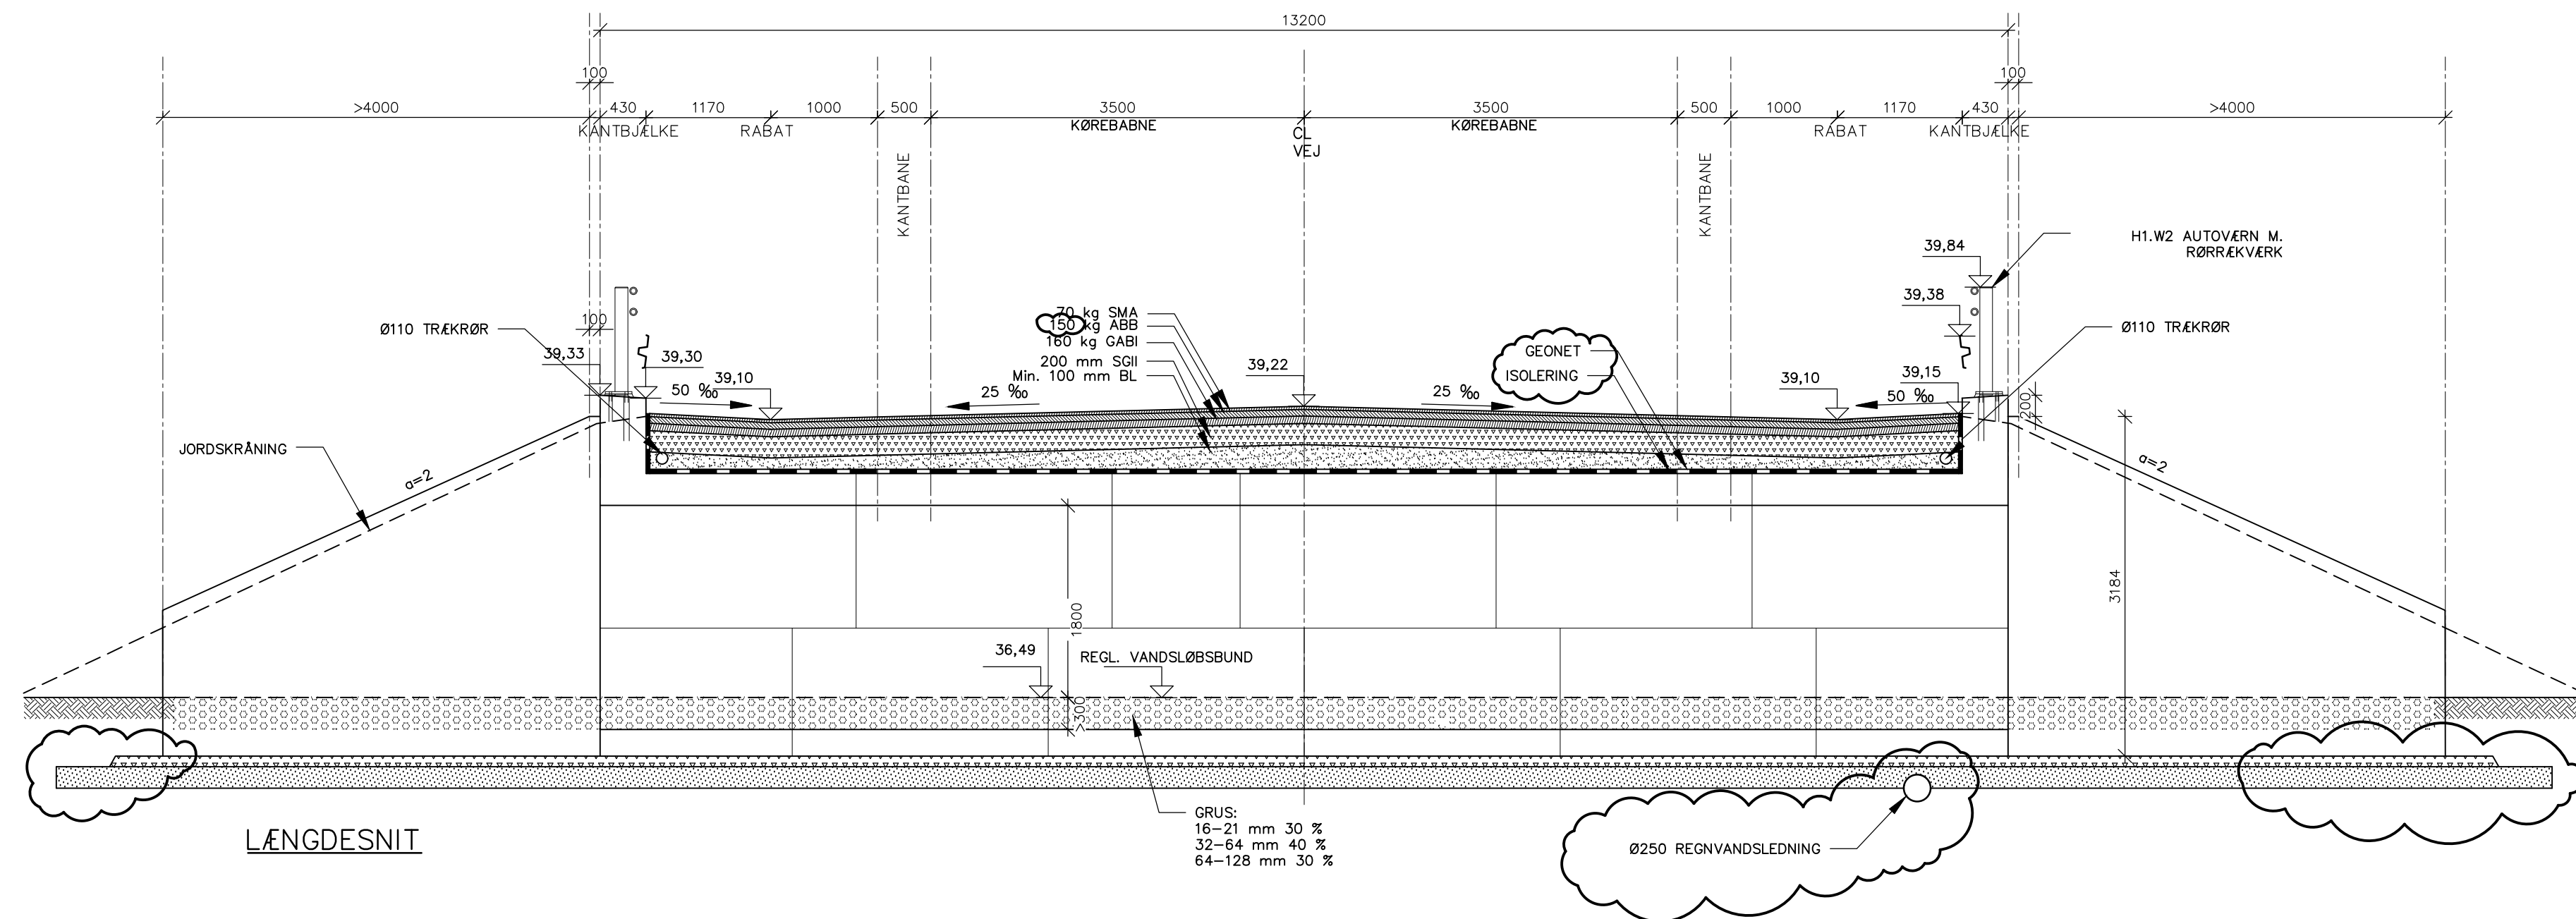 13200
100
100
>4000
430
1170
1000
500
3500
3500
500
1000
1170
430
>4000
KANTBJÆLKE
RABAT
KØREBABNE
KØREBABNE
RABAT
KANTBJÆLKE
CL
VEJ
KANTBANE
KANTBANE
39,84
H1.W2 AUTOVÆRN M.
RØRRÆKVÆRK
39,38
100
Ø110 TRÆKRØR
70 kg SMA
150 kg ABB
160 kg GABI
200 mm SGII
Min. 100 mm BL
GEONET
ISOLERING
Ø110 TRÆKRØR
39,33
39,30
39,10
39,22
39,10
39,15
50 ‰
25 ‰
25 ‰
50 ‰
200
JORDSKRÅNING
a=2
a=2
3184
1800
36,49
REGL. VANDSLØBSBUND
>300
GRUS:
16-21 mm 30 %
32-64 mm 40 %
64-128 mm 30 %
LÆNGDESNIT
Ø250 REGNVANDSLEDNING